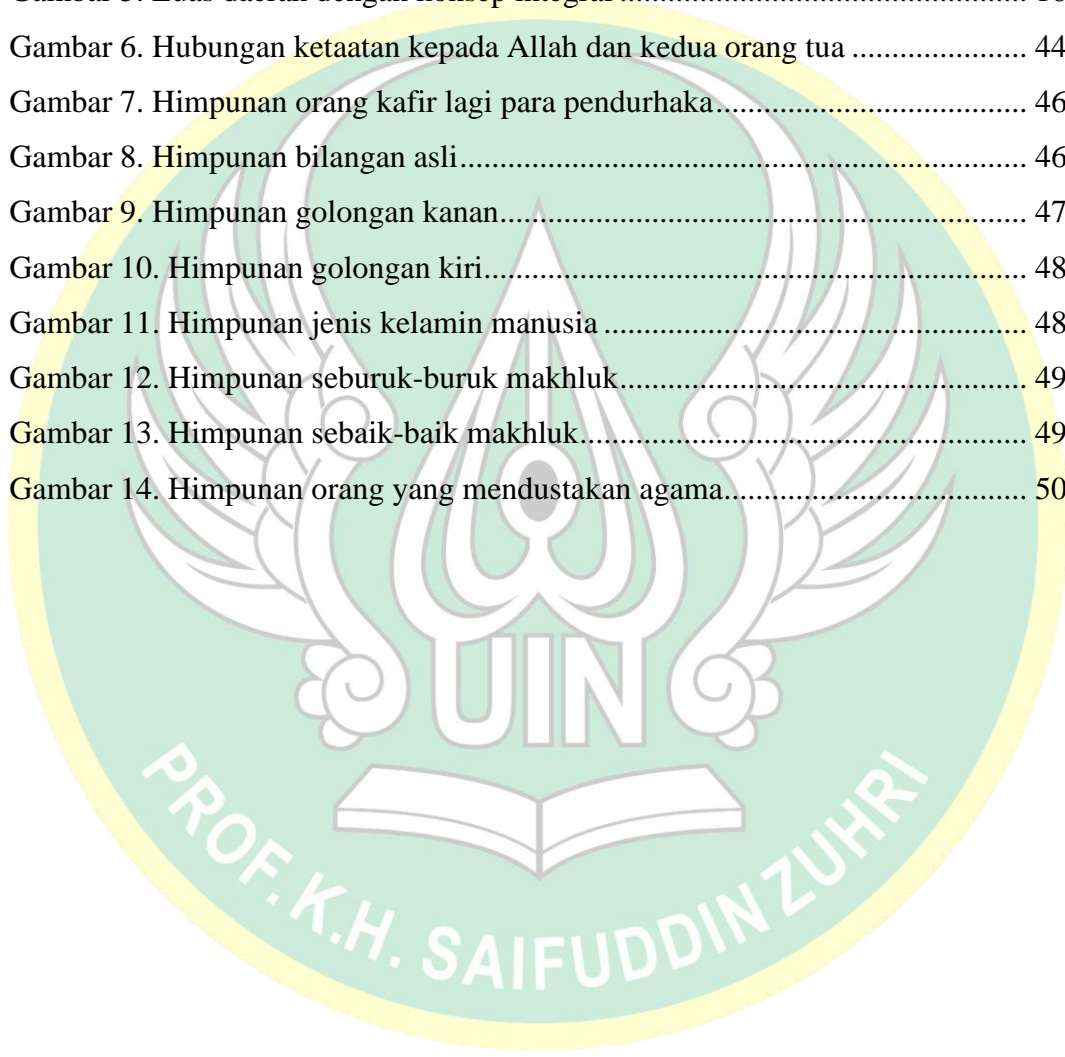 Gambar 6. Hubungan ketaatan kepada Allah dan kedua orang tua ........................ 44
Gambar 7. Himpunan orang kafir lagi para pendurhaka........................................ 46
Gambar 8. Himpunan bilangan asli........................................................................ 46
Gambar 9. Himpunan golongan kanan.................................................................. 47
Gambar 10. Himpunan golongan kiri.................................................................... 48
Gambar 11. Himpunan jenis kelamin manusia ..................................................... 48
Gambar 12. Himpunan seburuk-buruk makhluk................................................... 49
Gambar 13. Himpunan sebaik-baik makhluk........................................................ 49
Gambar 14. Himpunan orang yang mendustakan agama...................................... 50
UIN
PROF. K.H. SAIFUDDIN ZUHRI